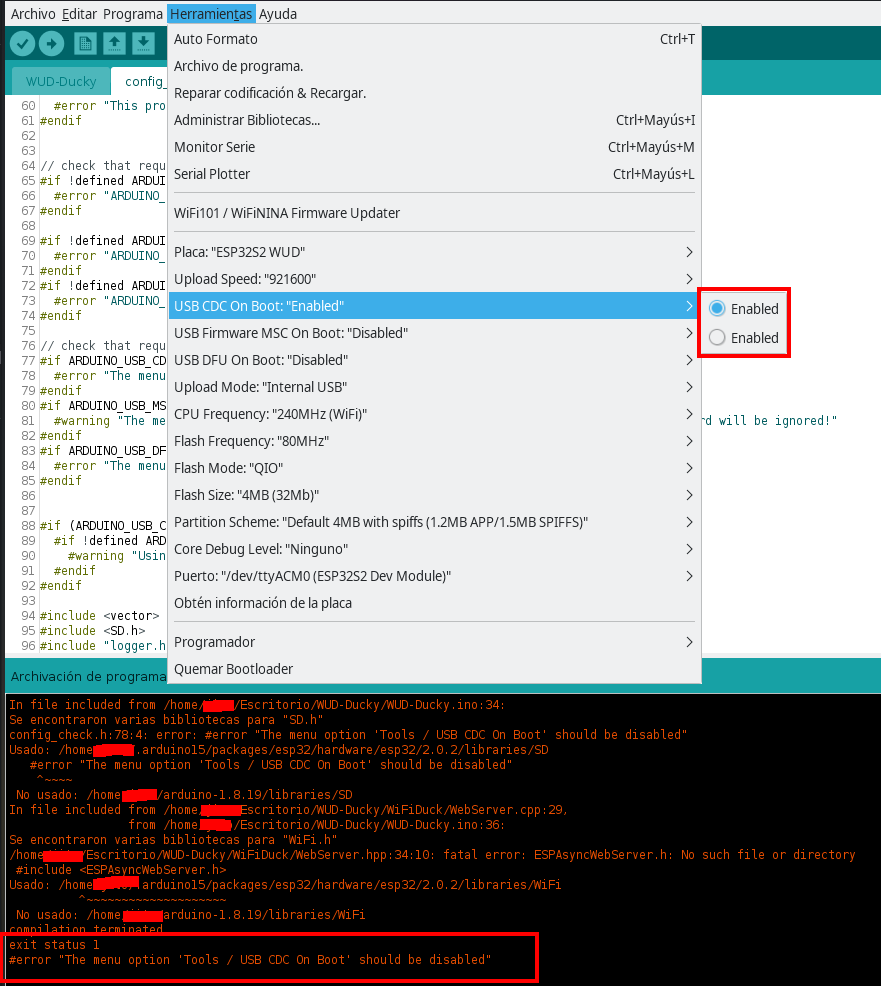 Archivo Editar Programa Herramientas Ayuda
Auto Formato Ctrl+T
Archivo de programa.
Reparar codificación & Recargar.
Administrar Bibliotecas... Ctrl+Mayús+I
Monitor Serie Ctrl+Mayús+M
Serial Plotter Ctrl+Mayús+L
WiFi101 / WiFiNINA Firmware Updater
Placa: "ESP32S2 WUD"
Upload Speed: "921600"
USB CDC On Boot: "Enabled"
USB Firmware MSC On Boot: "Disabled"
USB DFU On Boot: "Disabled"
Upload Mode: "Internal USB"
CPU Frequency: "240MHz (WiFi)"
Flash Frequency: "80MHz"
Flash Mode: "QIO"
Flash Size: "4MB (32Mb)"
Partition Scheme: "Default 4MB with spiffs (1.2MB APP/1.5MB SPIFFS)"
Core Debug Level: "Ninguno"
Puerto: "/dev/ttyACM0 (ESP32S2 Dev Module)"
Obtén información de la placa
Programador
Quemar Bootloader
Enabled
Enabled
WUD-Ducky config_
60 #error "This pro
61 #endif
62
63
64 // check that requ
65 #if !defined ARDUI
66 #error "ARDUINO_
67 #endif
68
69 #if !defined ARDUI
70 #error "ARDUINO_
71 #endif
72 #if !defined ARDUI
73 #error "ARDUINO_
74 #endif
75
76 // check that requ
77 #if ARDUINO_USB_CD
78 #error "The menu
79 #endif
80 #if ARDUINO_USB_MS
81 #warning "The me rd will be ignored!"
82 #endif
83 #if ARDUINO_USB_DF
84 #error "The menu
85 #endif
86
87
88 #if (ARDUINO_USB_C
89 #if !defined ARD
90 #warning "Usin
91 #endif
92 #endif
93
94 #include <vector>
95 #include <SD.h>
96 #include "logger.h
Archivación de programa
In file included from /home/ /Escritorio/WUD-Ducky/WUD-Ducky.ino:34:
Se encontraron varias bibliotecas para "SD.h"
config_check.h:78:4: error: #error "The menu option 'Tools / USB CDC On Boot' should be disabled"
Usado: /home .arduino15/packages/esp32/hardware/esp32/2.0.2/libraries/SD
#error "The menu option 'Tools / USB CDC On Boot' should be disabled"
^~~~~
No usado: /home /arduino-1.8.19/libraries/SD
In file included from /home/ Escritorio/WUD-Ducky/WiFiDuck/WebServer.cpp:29,
from /home/ /Escritorio/WUD-Ducky/WUD-Ducky.ino:36:
Se encontraron varias bibliotecas para "WiFi.h"
/home /Escritorio/WUD-Ducky/WiFiDuck/WebServer.hpp:34:10: fatal error: ESPAsyncWebServer.h: No such file or directory
#include <ESPAsyncWebServer.h>
Usado: /home .arduino15/packages/esp32/hardware/esp32/2.0.2/libraries/WiFi
^~~~~~~~~~~~~~~~~~~~~
No usado: /home arduino-1.8.19/libraries/WiFi
compilation terminated
exit status 1
#error "The menu option 'Tools / USB CDC On Boot' should be disabled"